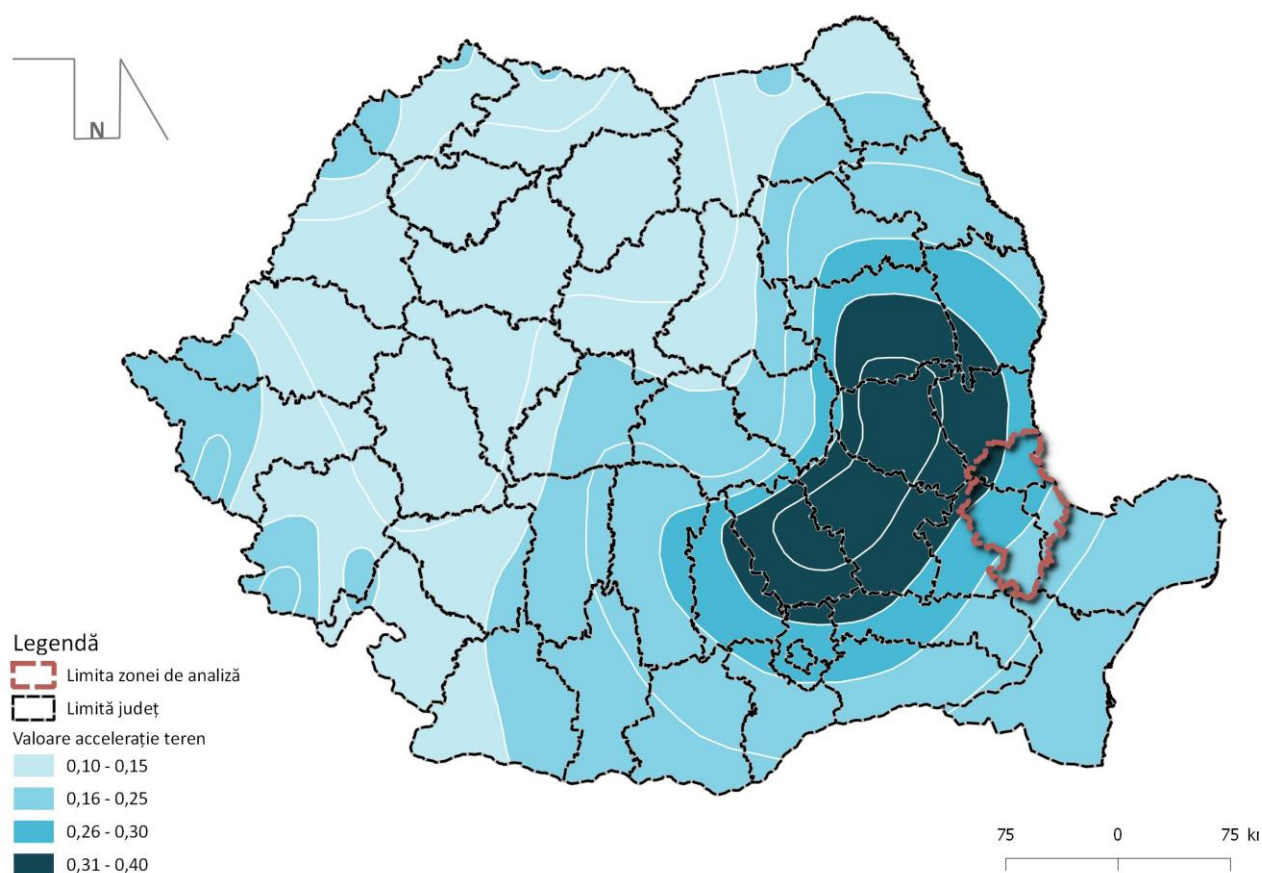 N
Legendă
Limita zonei de analiză
Limită județ
Valoare accelerație teren
0,10 - 0,15
0,16 - 0,25
0,26 - 0,30
0,31 - 0,40
75 0 75 kı